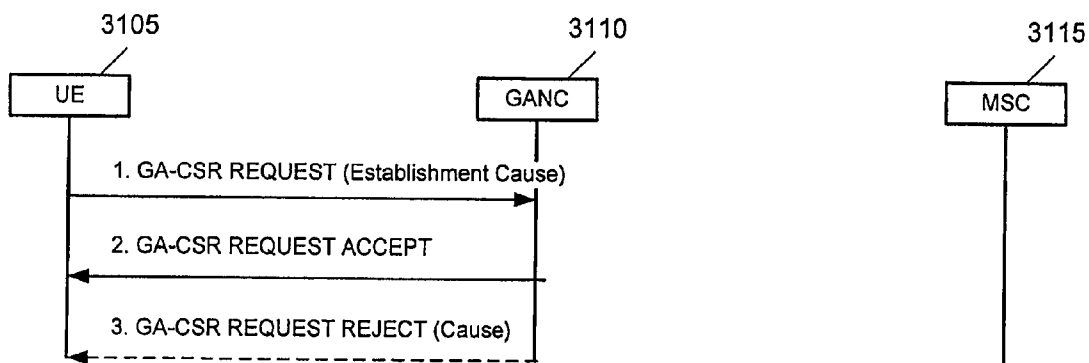 3105
3110
3115
UE
GANC
MSC
1. GA-CSR REQUEST (Establishment Cause)
2. GA-CSR REQUEST ACCEPT
3. GA-CSR REQUEST REJECT (Cause)